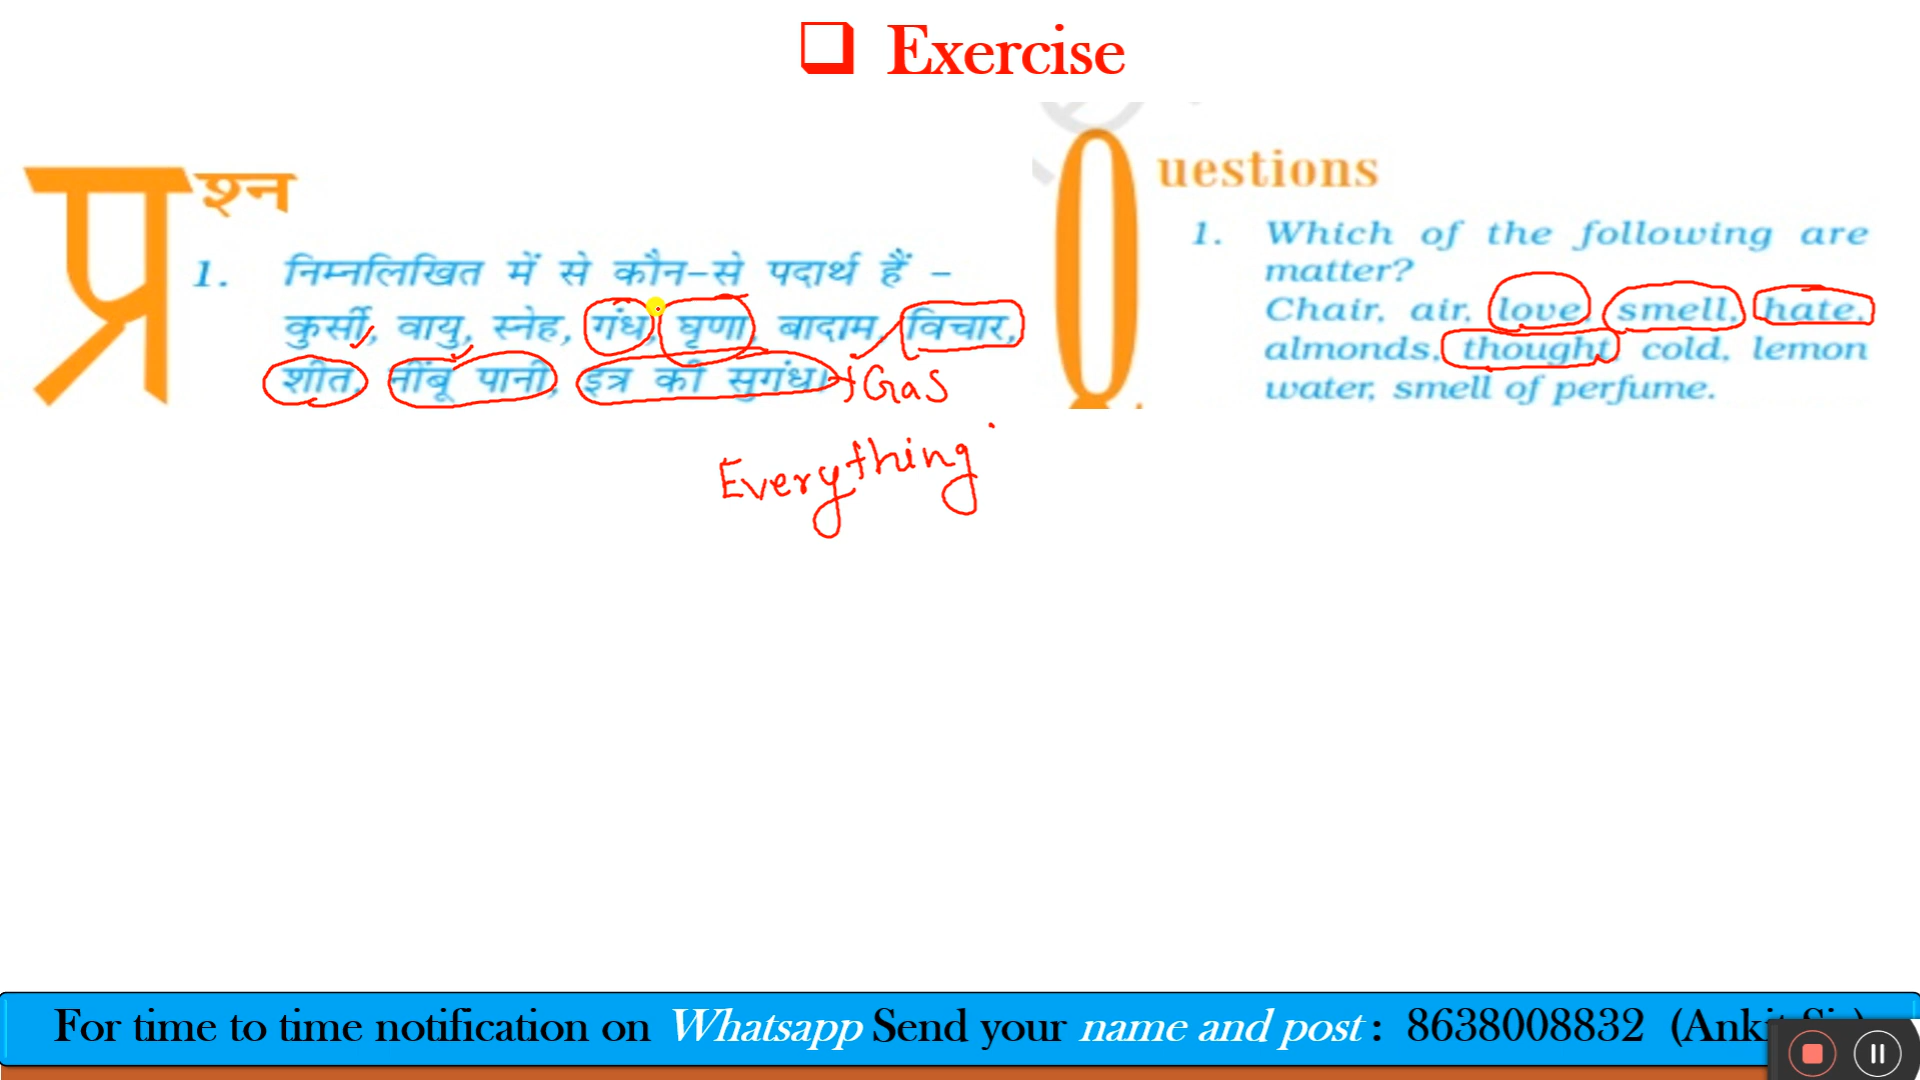 Exercise
प्रश्न
1. निम्नलिखित में से कौन-से पदार्थ हैं -
कुर्सी, वायु, स्नेह, गंध, घृणा, बादाम, विचार,
शीत, नींबू पानी, इत्र की सुगंध।
Gas
Everything
Questions
1. Which of the following are
matter?
Chair, air, love, smell, hate,
almonds, thought, cold, lemon
water, smell of perfume.
For time to time notification on Whatsapp Send your name and post : 8638008832 (Ankit Sir)